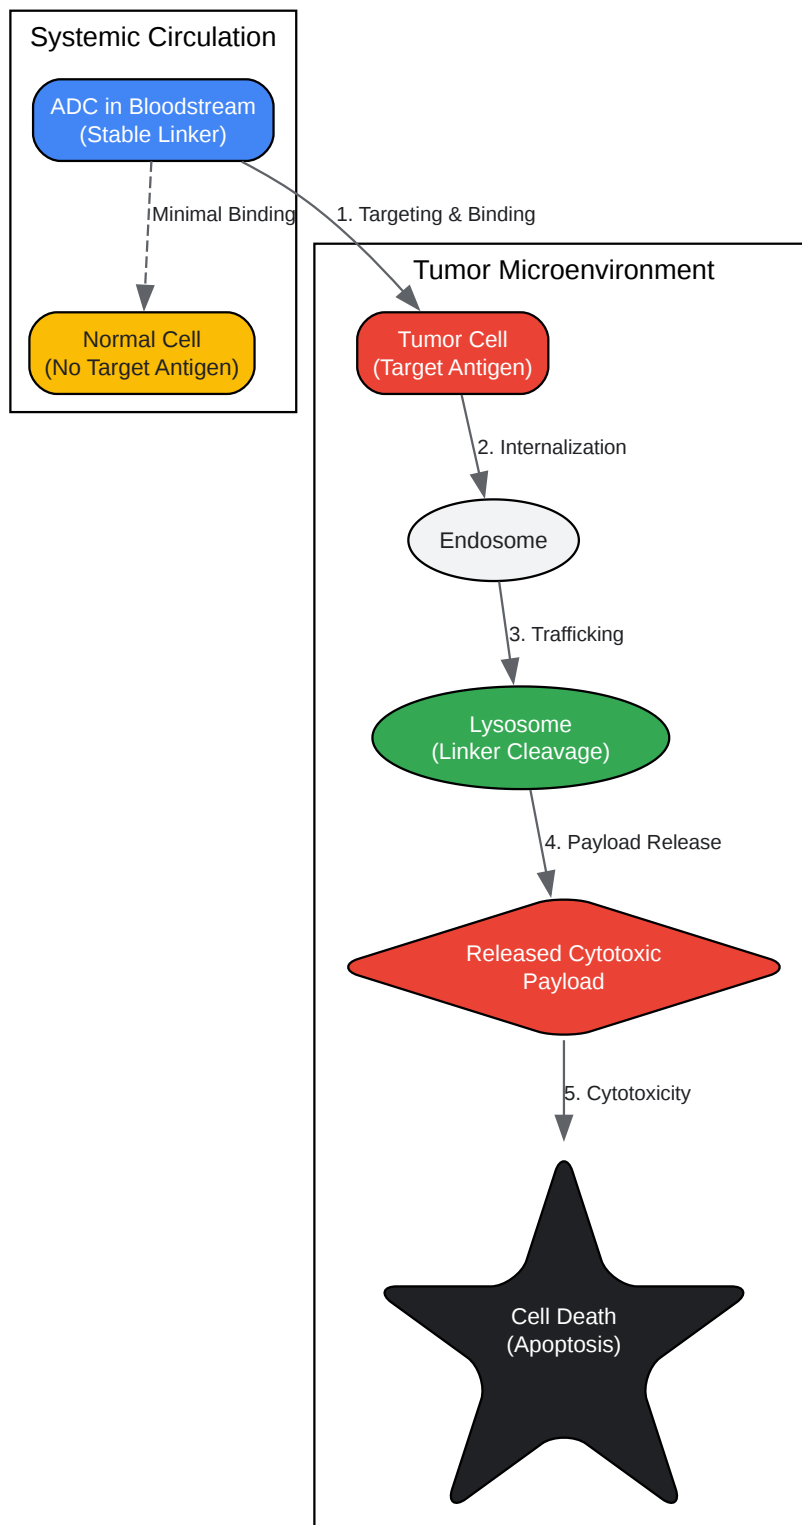 Systemic Circulation
ADC in Bloodstream
(Stable Linker)
Minimal Binding
1. Targeting & Binding
Normal Cell
(No Target Antigen)
Tumor Microenvironment
Tumor Cell
(Target Antigen)
2. Internalization
Endosome
3. Trafficking
Lysosome
(Linker Cleavage)
4. Payload Release
Released Cytotoxic
Payload
5. Cytotoxicity
Cell Death
(Apoptosis)